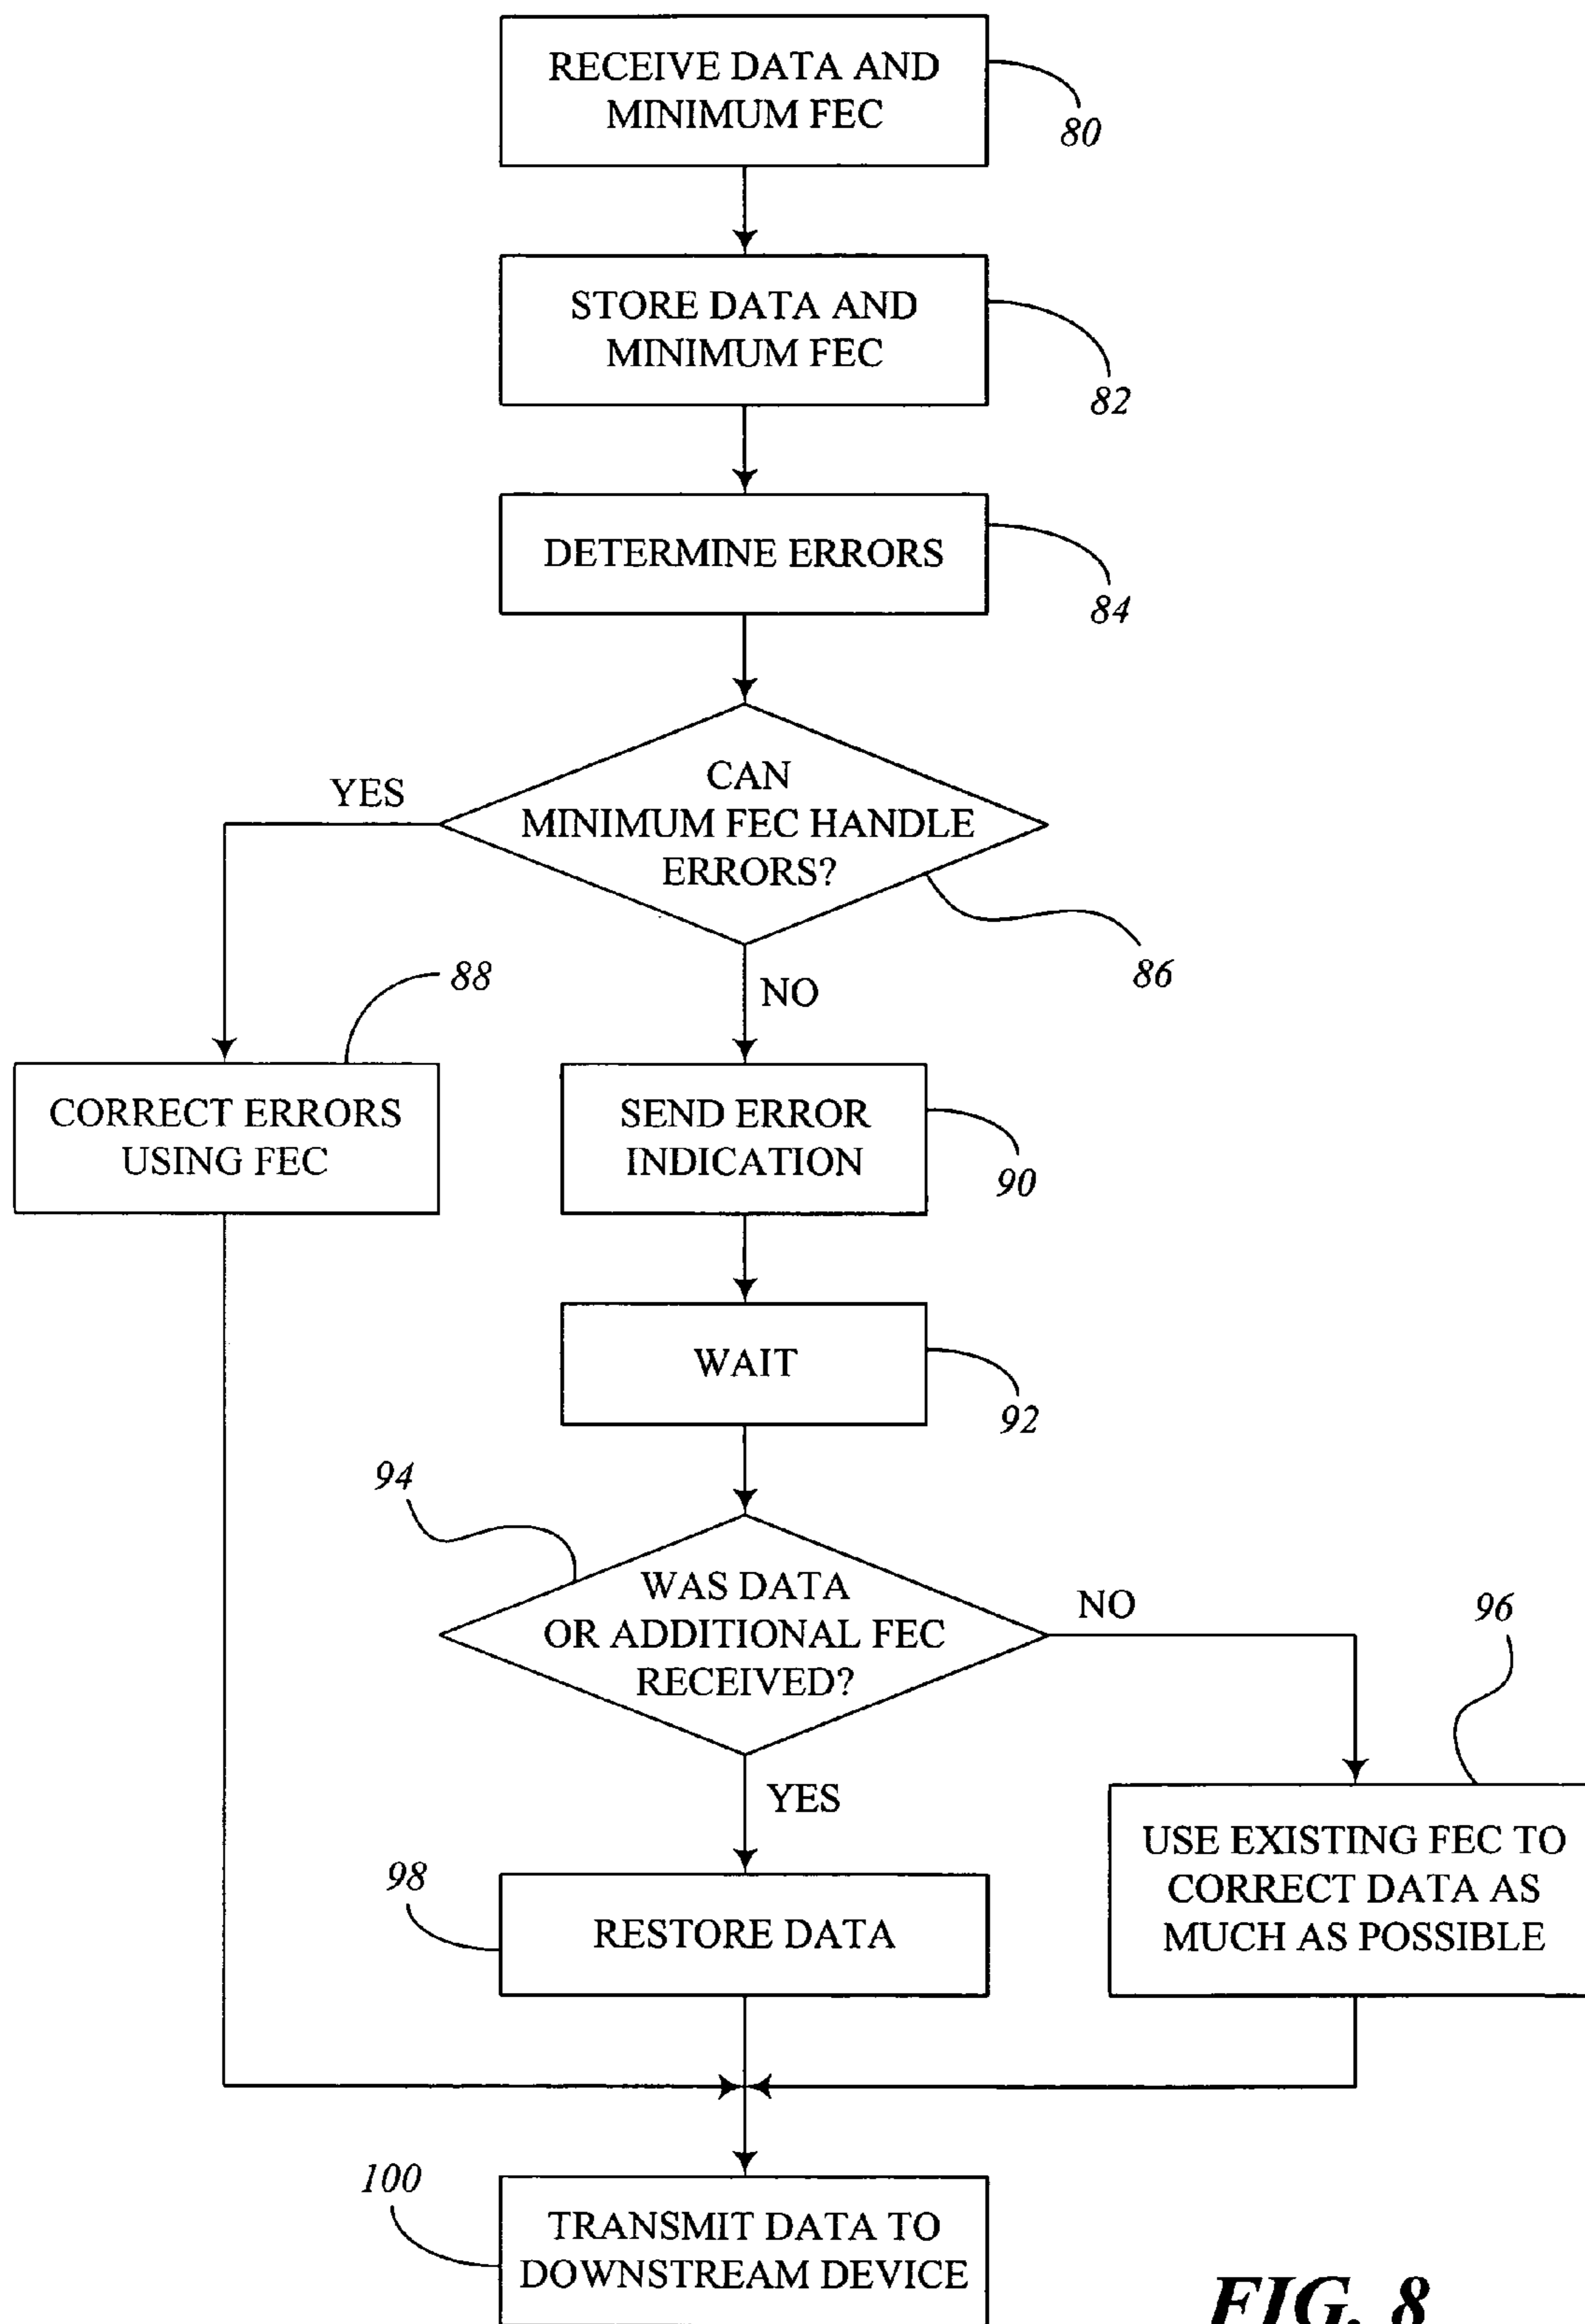 RECEIVE DATA AND
MINIMUM FEC
80
STORE DATA AND
MINIMUM FEC
82
DETERMINE ERRORS
84
CAN
MINIMUM FEC HANDLE
ERRORS?
YES
86
NO
88
CORRECT ERRORS
USING FEC
SEND ERROR
INDICATION
90
WAIT
92
94
WAS DATA
OR ADDITIONAL FEC
RECEIVED?
NO
96
YES
USE EXISTING FEC TO
CORRECT DATA AS
MUCH AS POSSIBLE
98
RESTORE DATA
100
TRANSMIT DATA TO
DOWNSTREAM DEVICE
FIG. 8